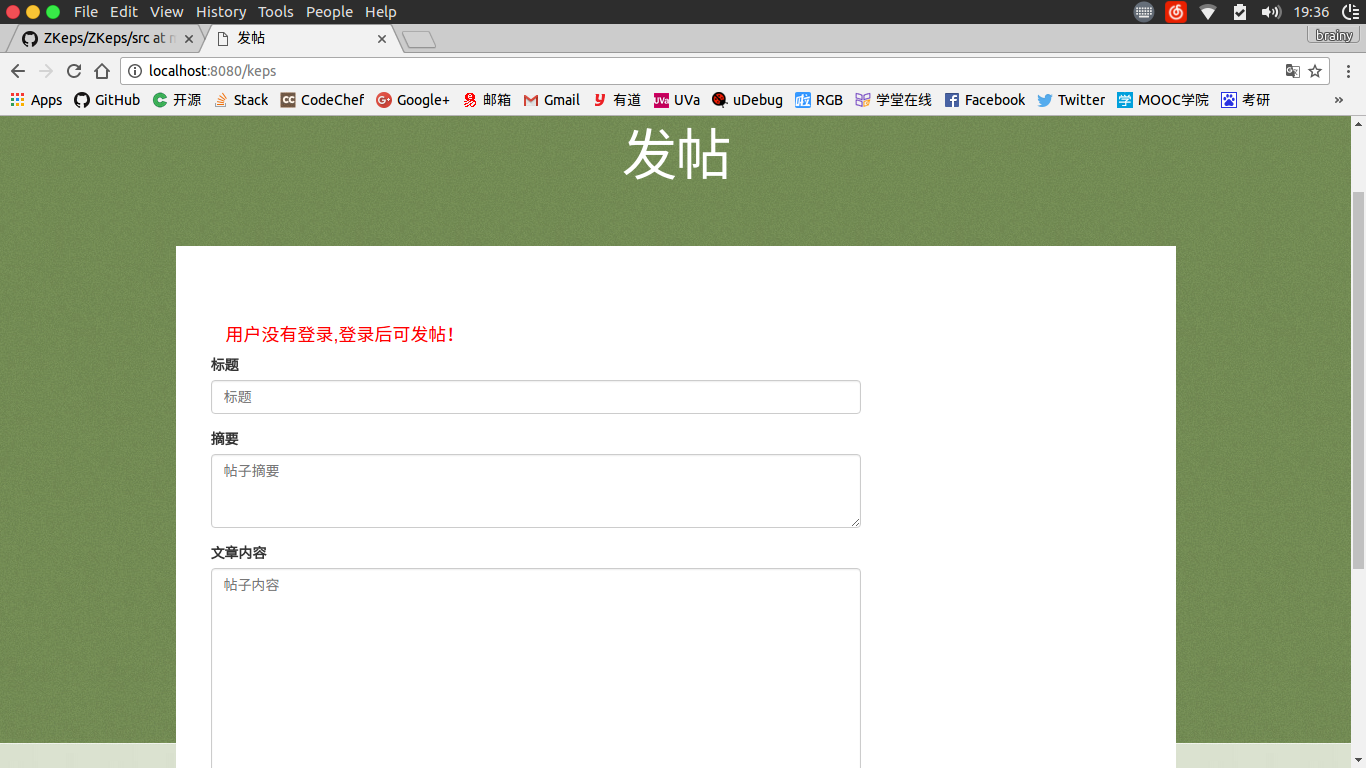 File Edit View History Tools People Help
19:36
ZKeps/ZKeps/src at m
发帖
brainy
localhost:8080/keps
Apps GitHub 开源 Stack CodeChef Google+ 邮箱 Gmail 有道 UVa uDebug RGB 学堂在线 Facebook Twitter MOOC学院 考研 »
发帖
用户没有登录,登录后可发帖!
标题
标题
摘要
帖子摘要
文章内容
帖子内容